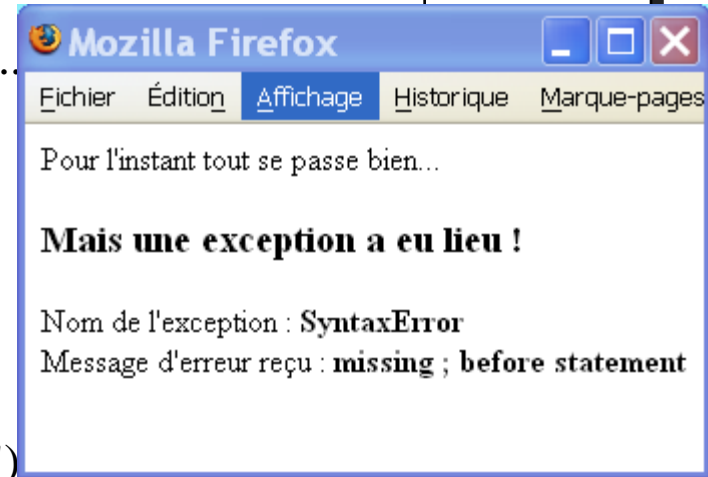 Mozilla Firefox
..
Fichier Édition Affichage Historique Marque-pages
Pour l'instant tout se passe bien...
Mais une exception a eu lieu !
Nom de l'exception : SyntaxError
Message d'erreur reçu : missing ; before statement
)